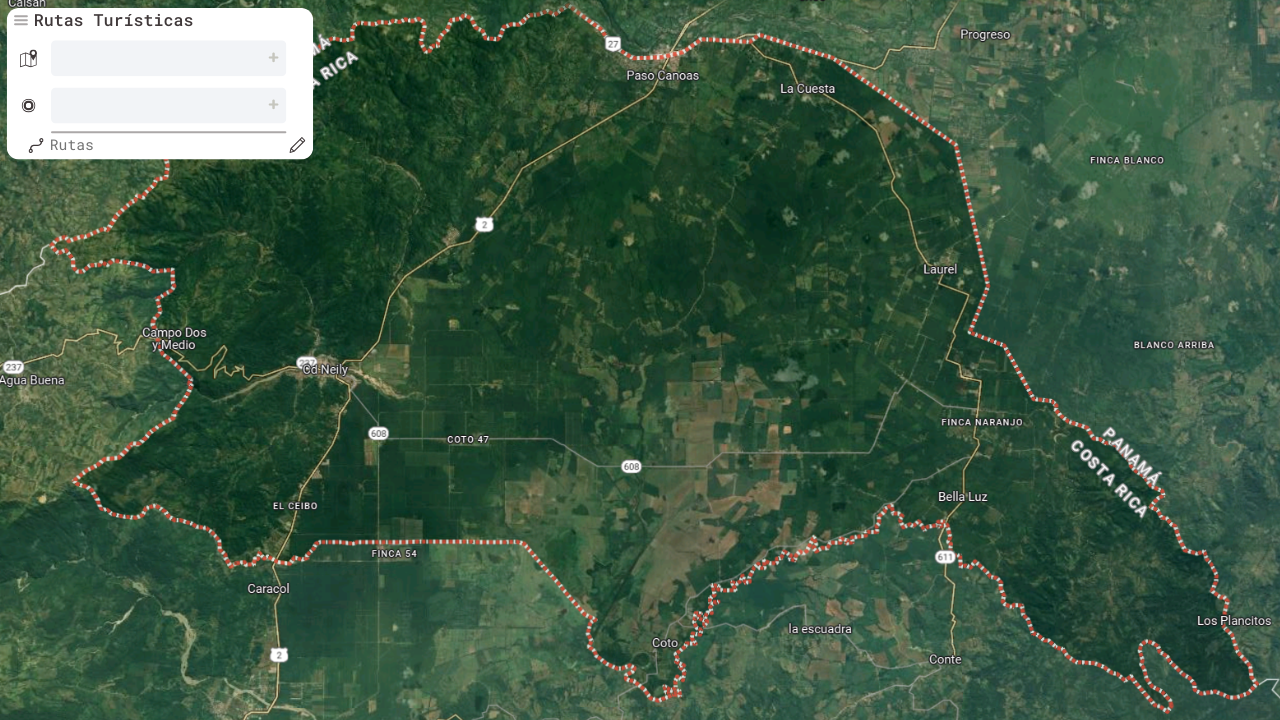 Caisán
Rutas Turísticas
Rutas
RICA
27
Progreso
Paso Canoas
La Cuesta
FINCA BLANCO
2
Laurel
Campo Dos
y Medio
BLANCO ARRIBA
237
237
Cd Neily
Agua Buena
FINCA NARANJO
608
COTO 47
608
PANAMÁ
COSTA RICA
Bella Luz
EL CEIBO
FINCA 54
611
Caracol
Los Plancitos
la escuadra
Coto
2
Conte